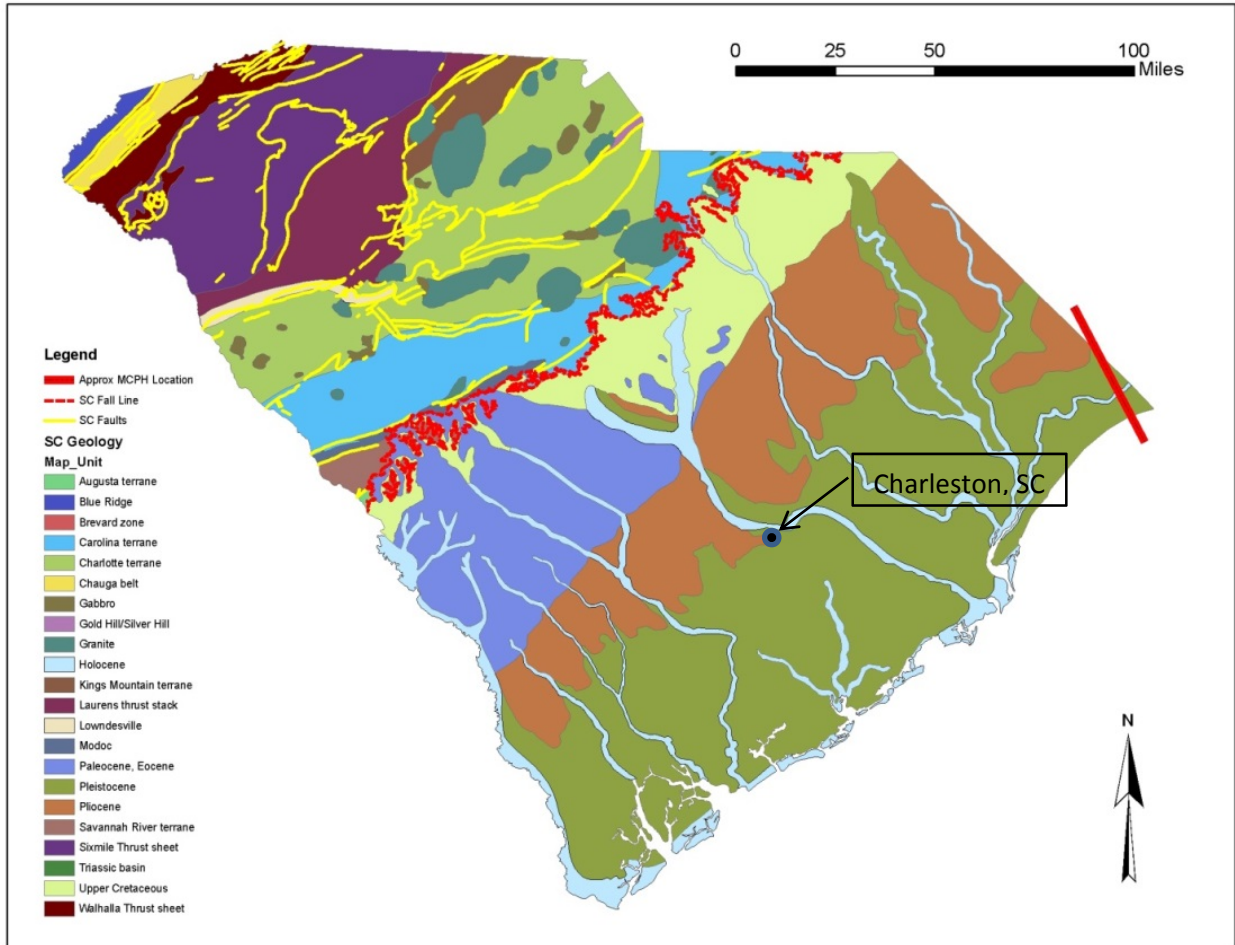 0 25 50 100
Miles
Charleston, SC
Legend
Approx MCPH Location
SC Fall Line
SC Faults
SC Geology
Map_Unit
Augusta terrane
Blue Ridge
Brevard zone
Carolina terrane
Charlotte terrane
Chauga belt
Gabbro
Gold Hill/Silver Hill
Granite
Holocene
Kings Mountain terrane
Laurens thrust stack
Lowndesville
Modoc
Paleocene, Eocene
Pleistocene
Pliocene
Savannah River terrane
Sixmile Thrust sheet
Triassic basin
Upper Cretaceous
Walhalla Thrust sheet
N